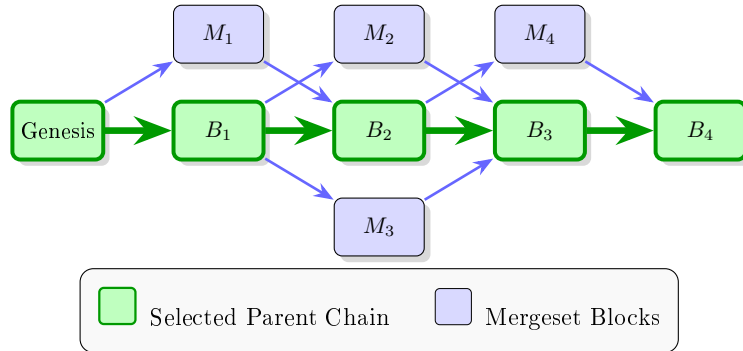 M₁ M₂ M₄
Genesis B₁ B₂ B₃ B₄
M₃
Selected Parent Chain Mergeset Blocks